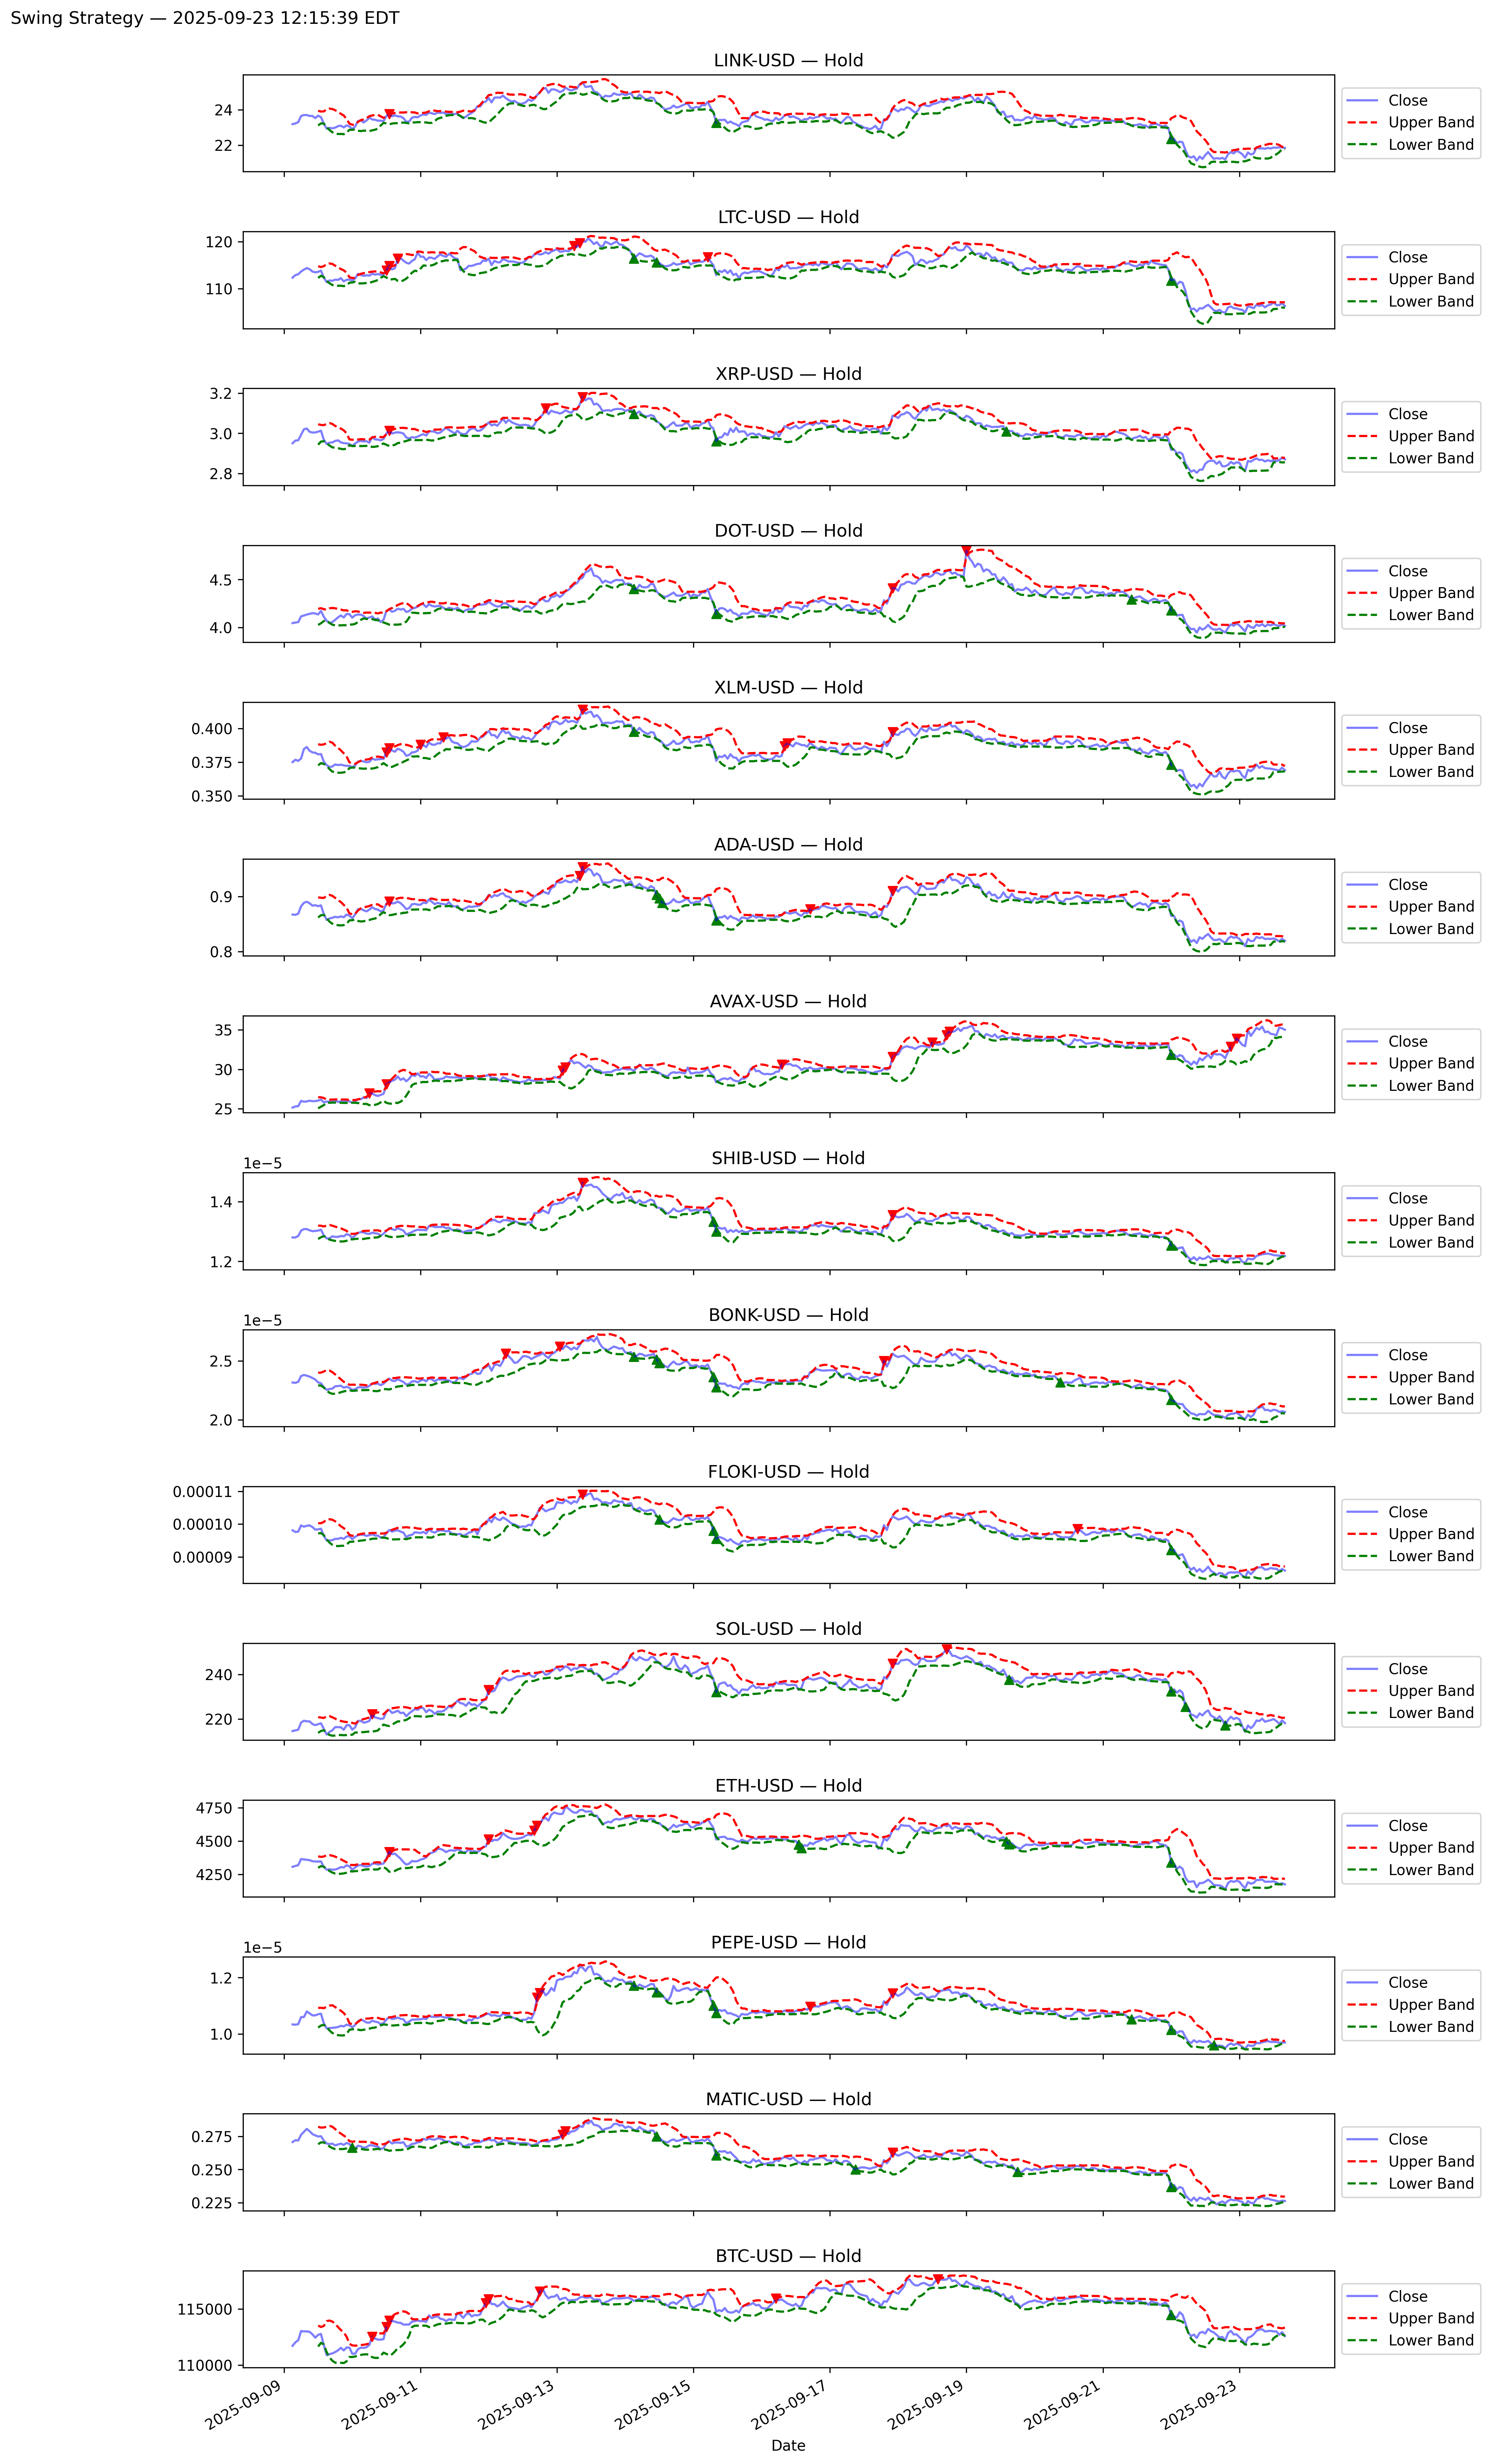 Swing Strategy — 2025-09-23 12:15:39 EDT
LINK-USD — Hold
24
22
Close
Upper Band
Lower Band
LTC-USD — Hold
120
110
Close
Upper Band
Lower Band
XRP-USD — Hold
3.2
3.0
2.8
Close
Upper Band
Lower Band
DOT-USD — Hold
4.5
4.0
Close
Upper Band
Lower Band
XLM-USD — Hold
0.400
0.375
0.350
Close
Upper Band
Lower Band
ADA-USD — Hold
0.9
0.8
Close
Upper Band
Lower Band
AVAX-USD — Hold
35
30
25
Close
Upper Band
Lower Band
SHIB-USD — Hold
1e−5
1.4
1.2
Close
Upper Band
Lower Band
BONK-USD — Hold
1e−5
2.5
2.0
Close
Upper Band
Lower Band
FLOKI-USD — Hold
0.00011
0.00010
0.00009
Close
Upper Band
Lower Band
SOL-USD — Hold
240
220
Close
Upper Band
Lower Band
ETH-USD — Hold
4750
4500
4250
Close
Upper Band
Lower Band
PEPE-USD — Hold
1e−5
1.2
1.0
Close
Upper Band
Lower Band
MATIC-USD — Hold
0.275
0.250
0.225
Close
Upper Band
Lower Band
BTC-USD — Hold
115000
110000
Close
Upper Band
Lower Band
2025-09-09
2025-09-11
2025-09-13
2025-09-15
2025-09-17
2025-09-19
2025-09-21
2025-09-23
Date